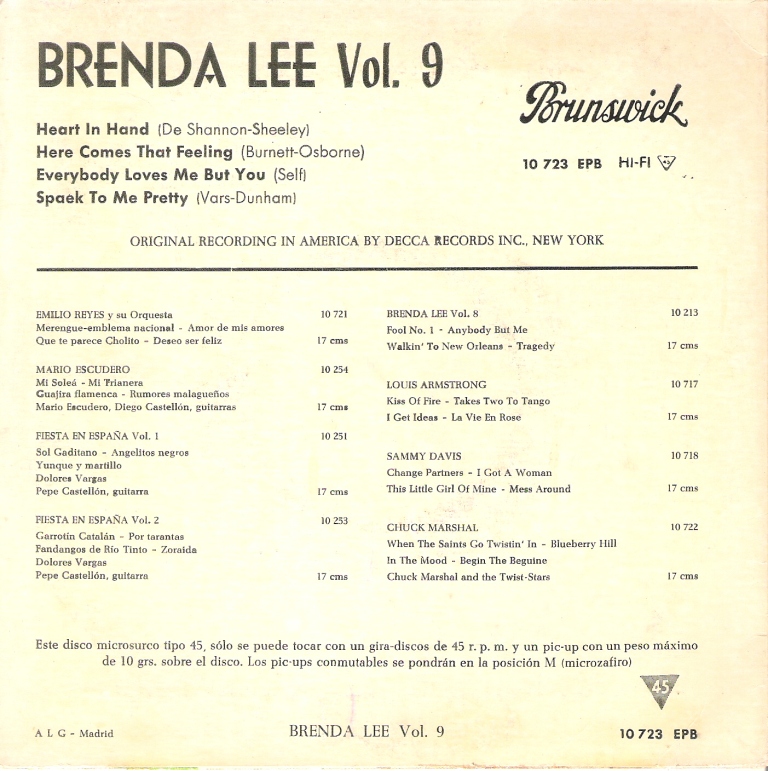 BRENDA LEE Vol. 9
Heart In Hand (De Shannon-Sheeley)
Here Comes That Feeling (Burnett-Osborne)
Everybody Loves Me But You (Self)
Spaek To Me Pretty (Vars-Dunham)
Brunswick
10 723 EPB HI-FI
ORIGINAL RECORDING IN AMERICA BY DECCA RECORDS INC., NEW YORK
EMILIO REYES y su Orquesta 10 721
Merengue-emblema nacional - Amor de mis amores
Que te parece Cholito - Deseo ser feliz 17 cms
MARIO ESCUDERO 10 254
Mi Soleá - Mi Trianera
Guajira flamenca - Rumores malagueños
Mario Escudero, Diego Castellón, guitarras 17 cms
FIESTA EN ESPAÑA Vol. 1 10 251
Sol Gaditano - Angelitos negros
Yunque y martillo
Dolores Vargas
Pepe Castellón, guitarra 17 cms
FIESTA EN ESPAÑA Vol. 2 10 253
Garrotín Catalán - Por tarantas
Fandangos de Río Tinto - Zoraida
Dolores Vargas
Pepe Castellón, guitarra 17 cms
BRENDA LEE Vol. 8 10 213
Fool No. 1 - Anybody But Me
Walkin' To New Orleans - Tragedy 17 cms
LOUIS ARMSTRONG 10 717
Kiss Of Fire - Takes Two To Tango
I Get Ideas - La Vie En Rose 17 cms
SAMMY DAVIS 10 718
Change Partners - I Got A Woman
This Little Girl Of Mine - Mess Around 17 cms
CHUCK MARSHAL 10 722
When The Saints Go Twistin' In - Blueberry Hill
In The Mood - Begin The Beguine
Chuck Marshal and the Twist-Stars 17 cms
Este disco microsurco tipo 45, sólo se puede tocar con un gira-discos de 45 r. p. m. y un pic-up con un peso máximo
de 10 grs. sobre el disco. Los pic-ups conmutables se pondrán en la posición M (microzafiro)
45
A L G - Madrid BRENDA LEE Vol. 9 10 723 EPB